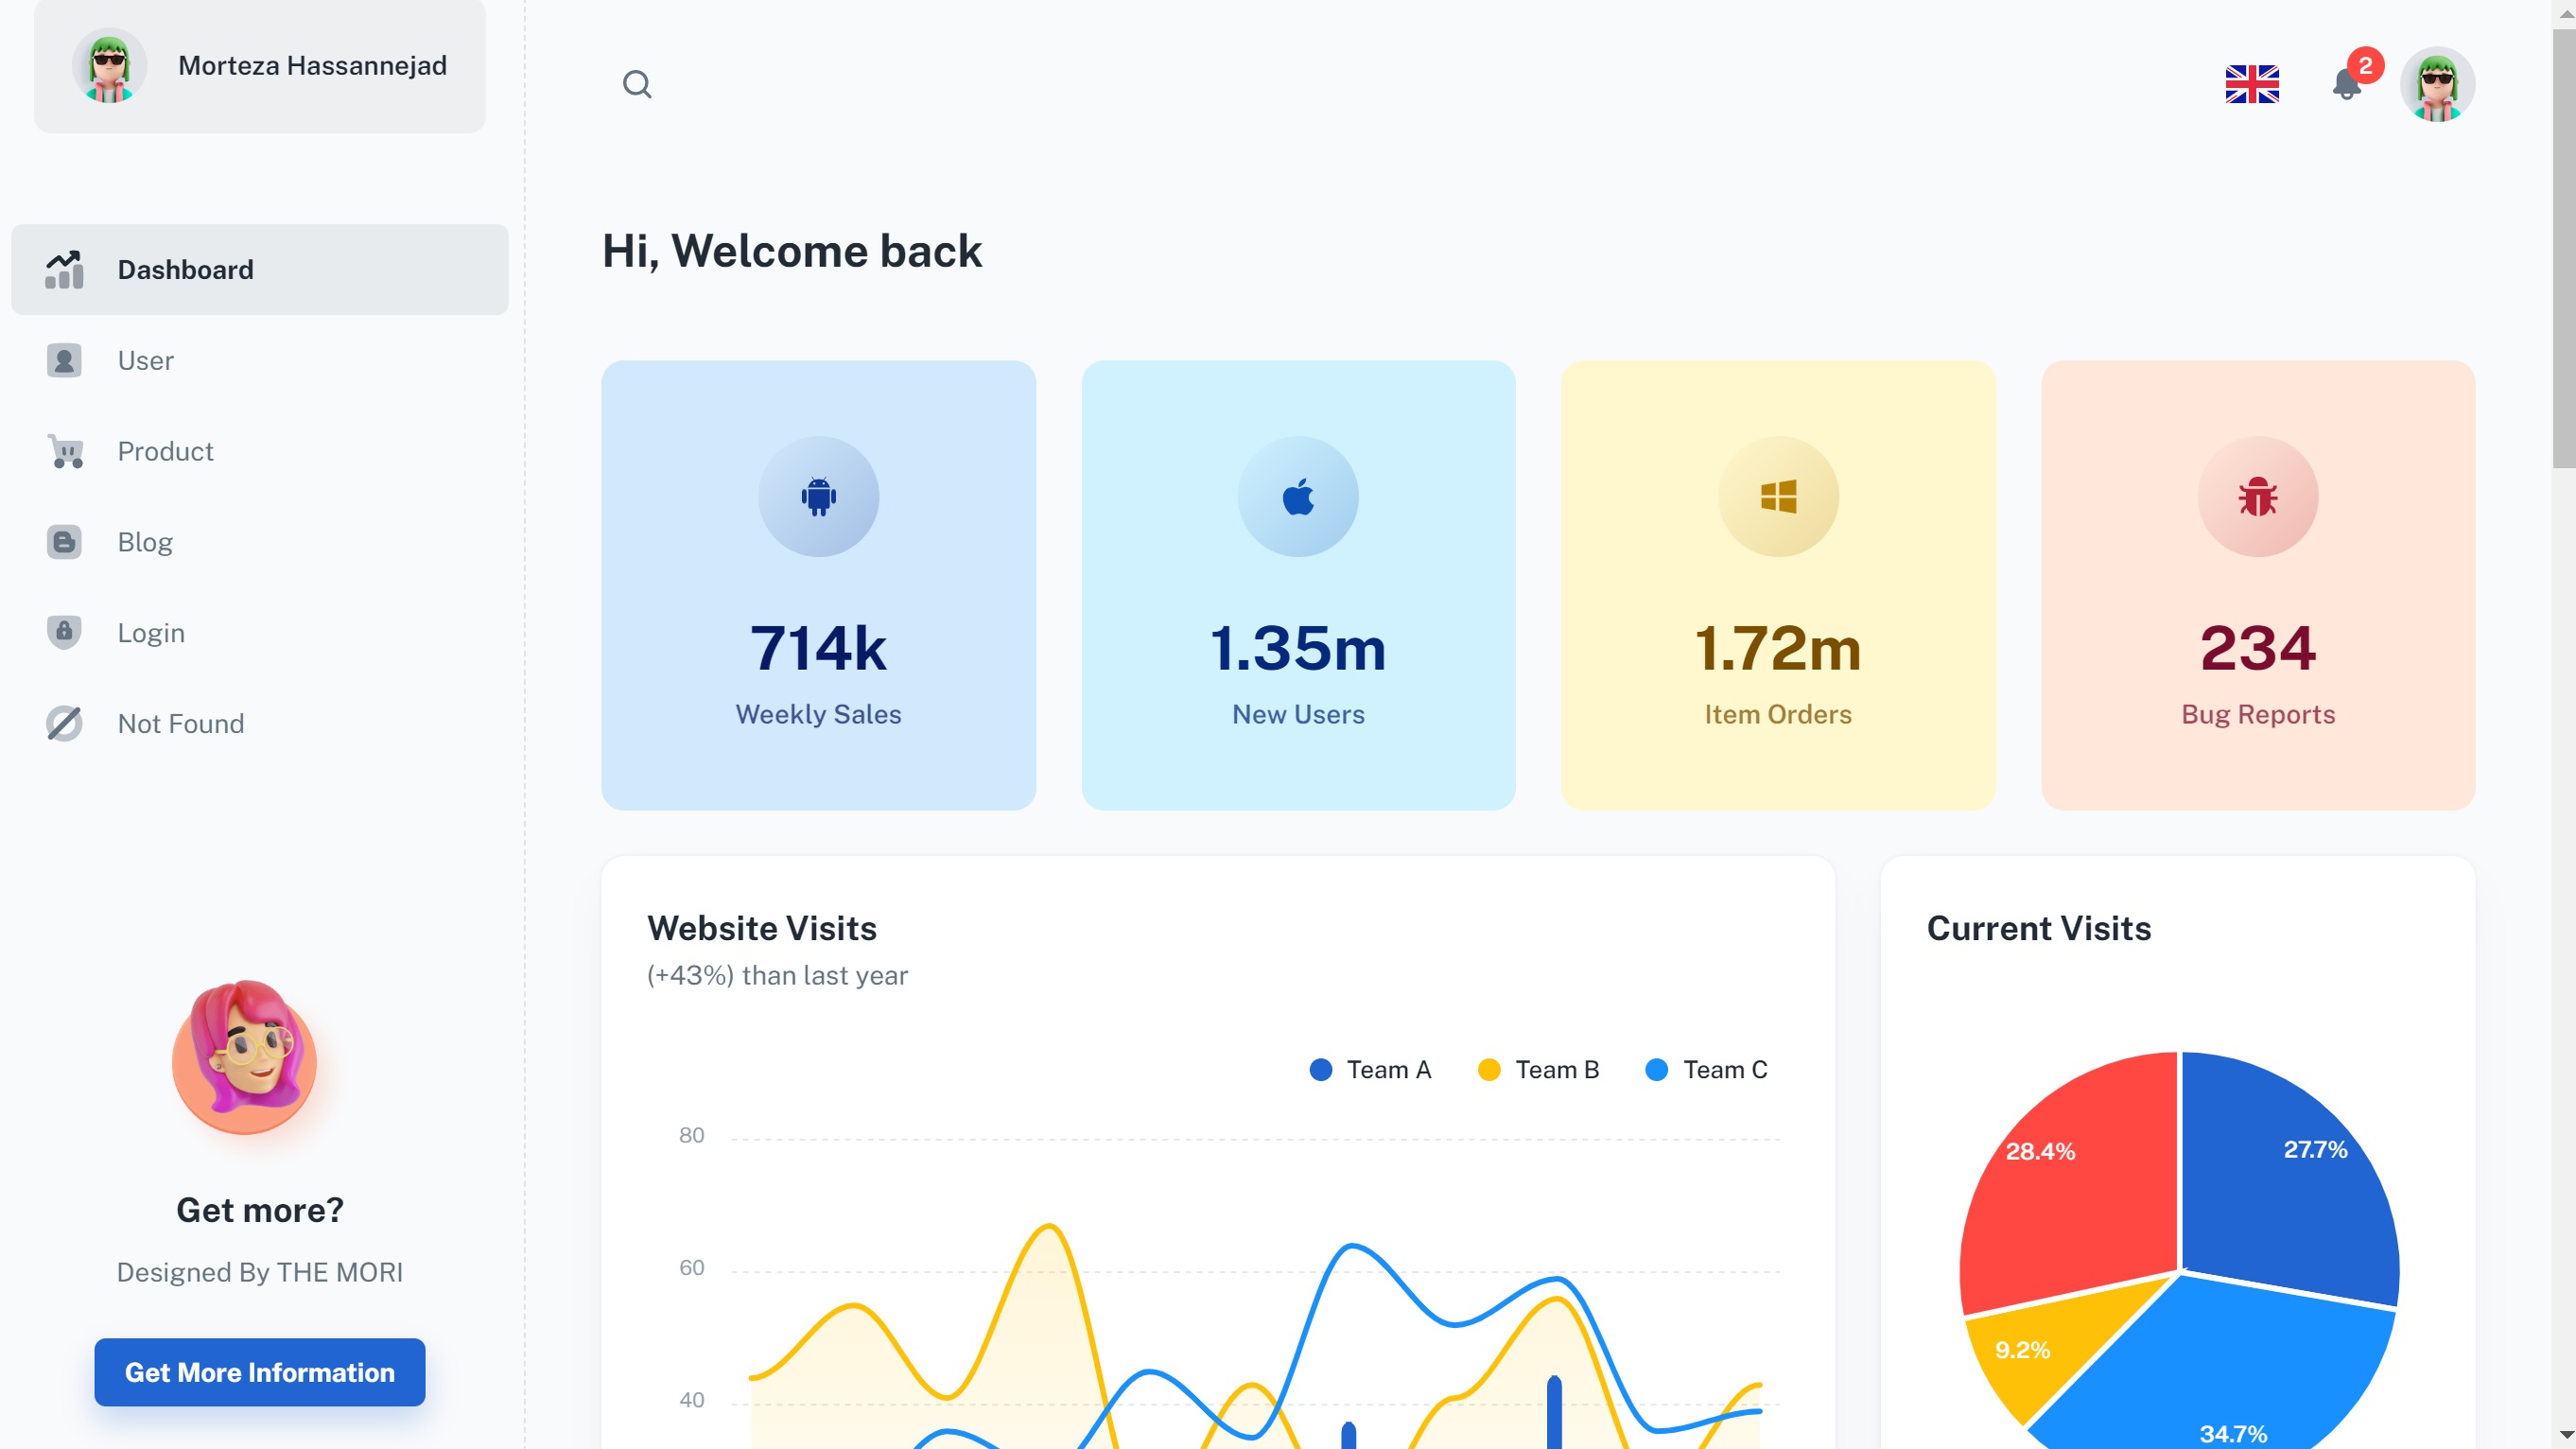 Morteza Hassannejad
Dashboard
User
Product
Blog
Login
Not Found
Get more?
Designed By THE MORI
Get More Information
2
Hi, Welcome back
714k
Weekly Sales
1.35m
New Users
1.72m
Item Orders
234
Bug Reports
Website Visits
(+43%) than last year
Team A
Team B
Team C
80
60
40
Current Visits
28.4%
27.7%
9.2%
34.7%